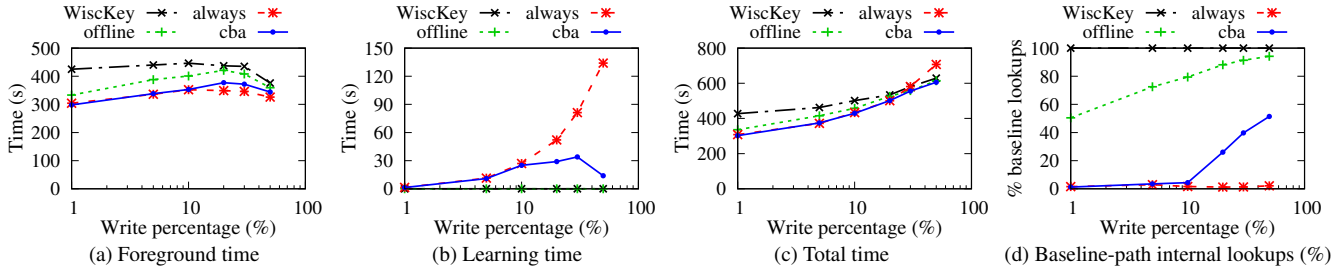 WiscKey always
offline cba
500
400
300
200
100
0
Time (s)
1 10 100
Write percentage (%)
(a) Foreground time
WiscKey always
offline cba
150
120
90
60
30
0
Time (s)
1 10 100
Write percentage (%)
(b) Learning time
WiscKey always
offline cba
800
600
400
200
0
Time (s)
1 10 100
Write percentage (%)
(c) Total time
WiscKey always
offline cba
100
80
60
40
20
0
% baseline lookups
1 10 100
Write percentage (%)
(d) Baseline-path internal lookups (%)